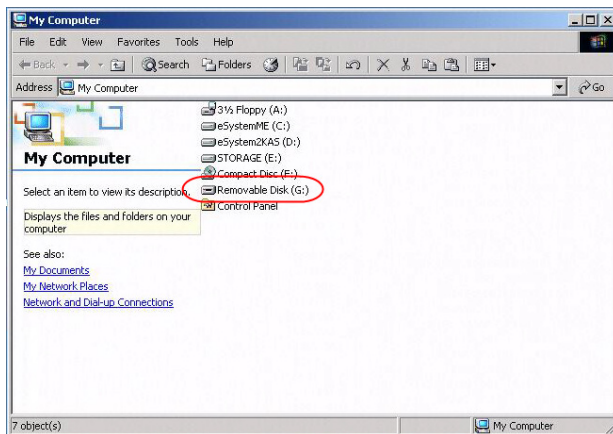 My Computer
File Edit View Favorites Tools Help
Back Search Folders
Address My Computer Go
3½ Floppy (A:)
eSystemME (C:)
eSystem2KAS (D:)
STORAGE (E:)
Compact Disc (F:)
Removable Disk (G:)
Control Panel
My Computer
Select an item to view its description.
Displays the files and folders on your
computer
See also:
My Documents
My Network Places
Network and Dial-up Connections
7 object(s) My Computer